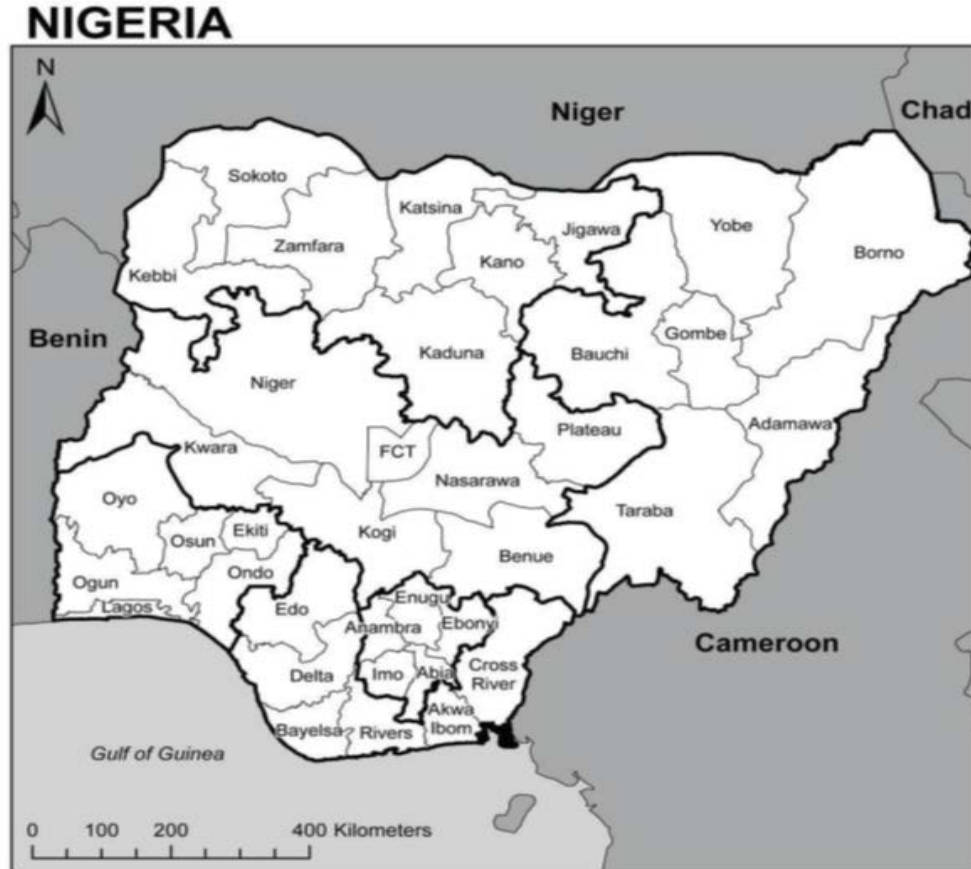 NIGERIA
N
Niger
Chad
Sokoto
Katsina
Jigawa
Yobe
Zamfara
Kano
Borno
Kebbi
Benin
Kaduna
Bauchi
Gombe
Niger
Adamawa
Plateau
Kwara
FCT
Nasarawa
Oyo
Taraba
Kogi
Osun
Ekiti
Benue
Ogun
Ondo
Lagos
Edo
Enugu
Anambra
Ebonyi
Cameroon
Delta
Imo
Abia
Cross
River
Akwa
Ibom
Bayelsa
Rivers
Gulf of Guinea
0 100 200 400 Kilometers